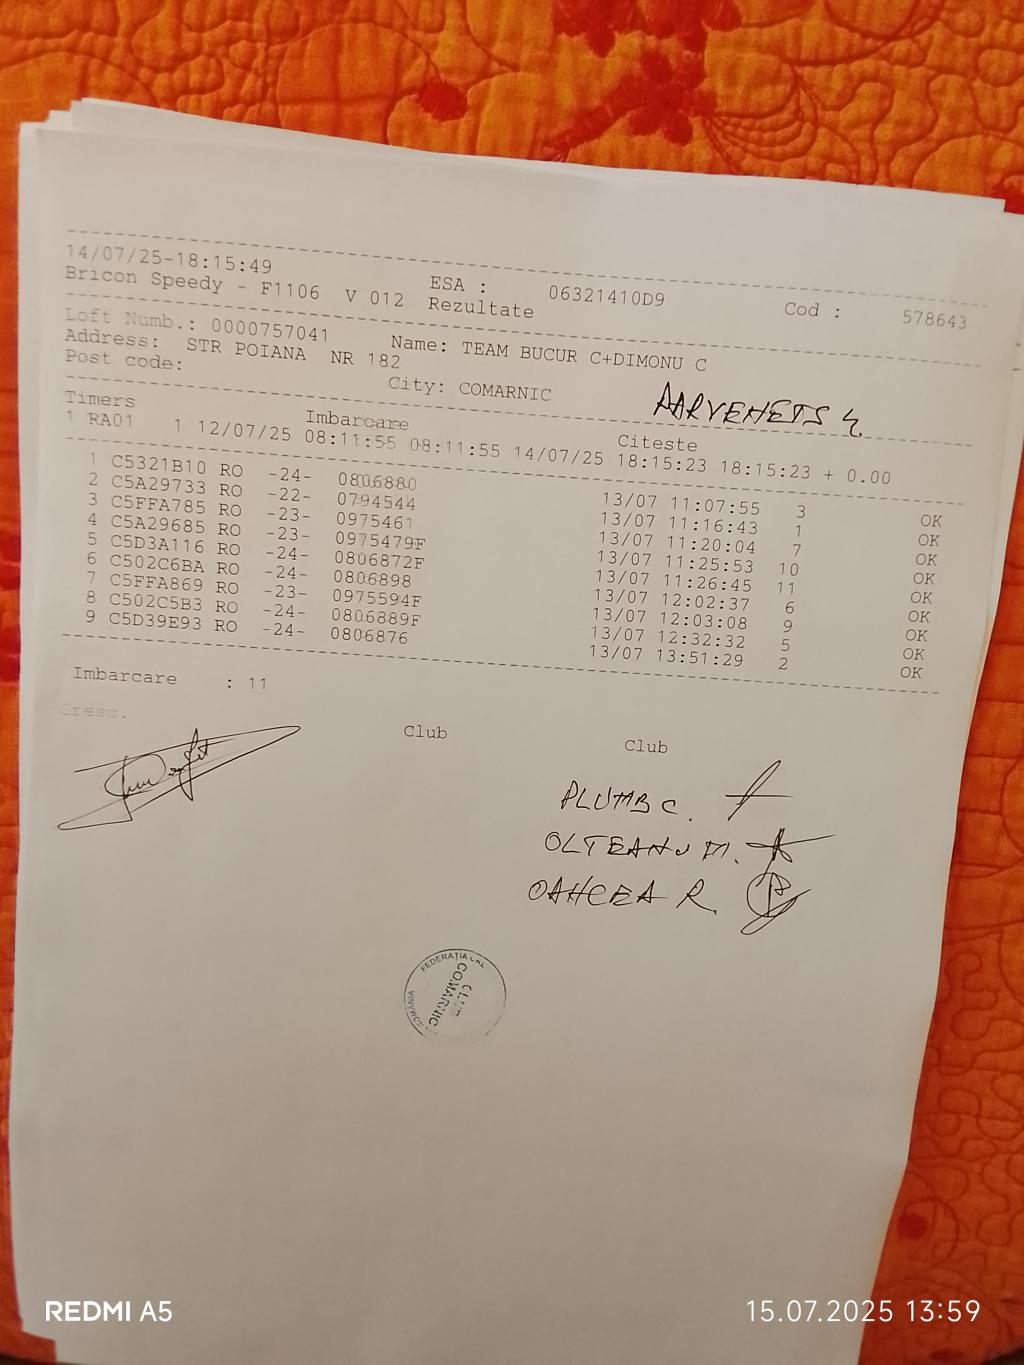 14/07/25-18:15:49 ESA : 06321410D9 Cod : 578643
Bricon Speedy - F1106 V 012 Rezultate
Loft Numb.: 0000757041 Name: TEAM BUCUR C+DIMONU C
Address: STR POIANA NR 182
Post code: City: COMARNIC
Timers Imbarcare Citeste
1 RA01 1 12/07/25 08:11:55 08:11:55 14/07/25 18:15:23 18:15:23 + 0.00
1 C5321B10 RO -24- 0806880 13/07 11:07:55 3 OK
2 C5A29733 RO -22- 0794544 13/07 11:16:43 1 OK
3 C5FFA785 RO -23- 0975461 13/07 11:20:04 7 OK
4 C5A29685 RO -23- 0975479F 13/07 11:25:53 10 OK
5 C5D3A116 RO -24- 0806872F 13/07 11:26:45 11 OK
6 C502C6BA RO -24- 0806898 13/07 12:02:37 6 OK
7 C5FFA869 RO -23- 0975594F 13/07 12:03:08 9 OK
8 C502C5B3 RO -24- 0806889F 13/07 12:32:32 5 OK
9 C5D39E93 RO -24- 0806876 13/07 13:51:29 2 OK
Imbarcare : 11
Cresc. Club Club
PLUMB C.
OLTEANU M.
OAHCEA R.
FEDERAȚIA
CLUB
COMARNIC
ROMÂNIA
REDMI A5 15.07.2025 13:59